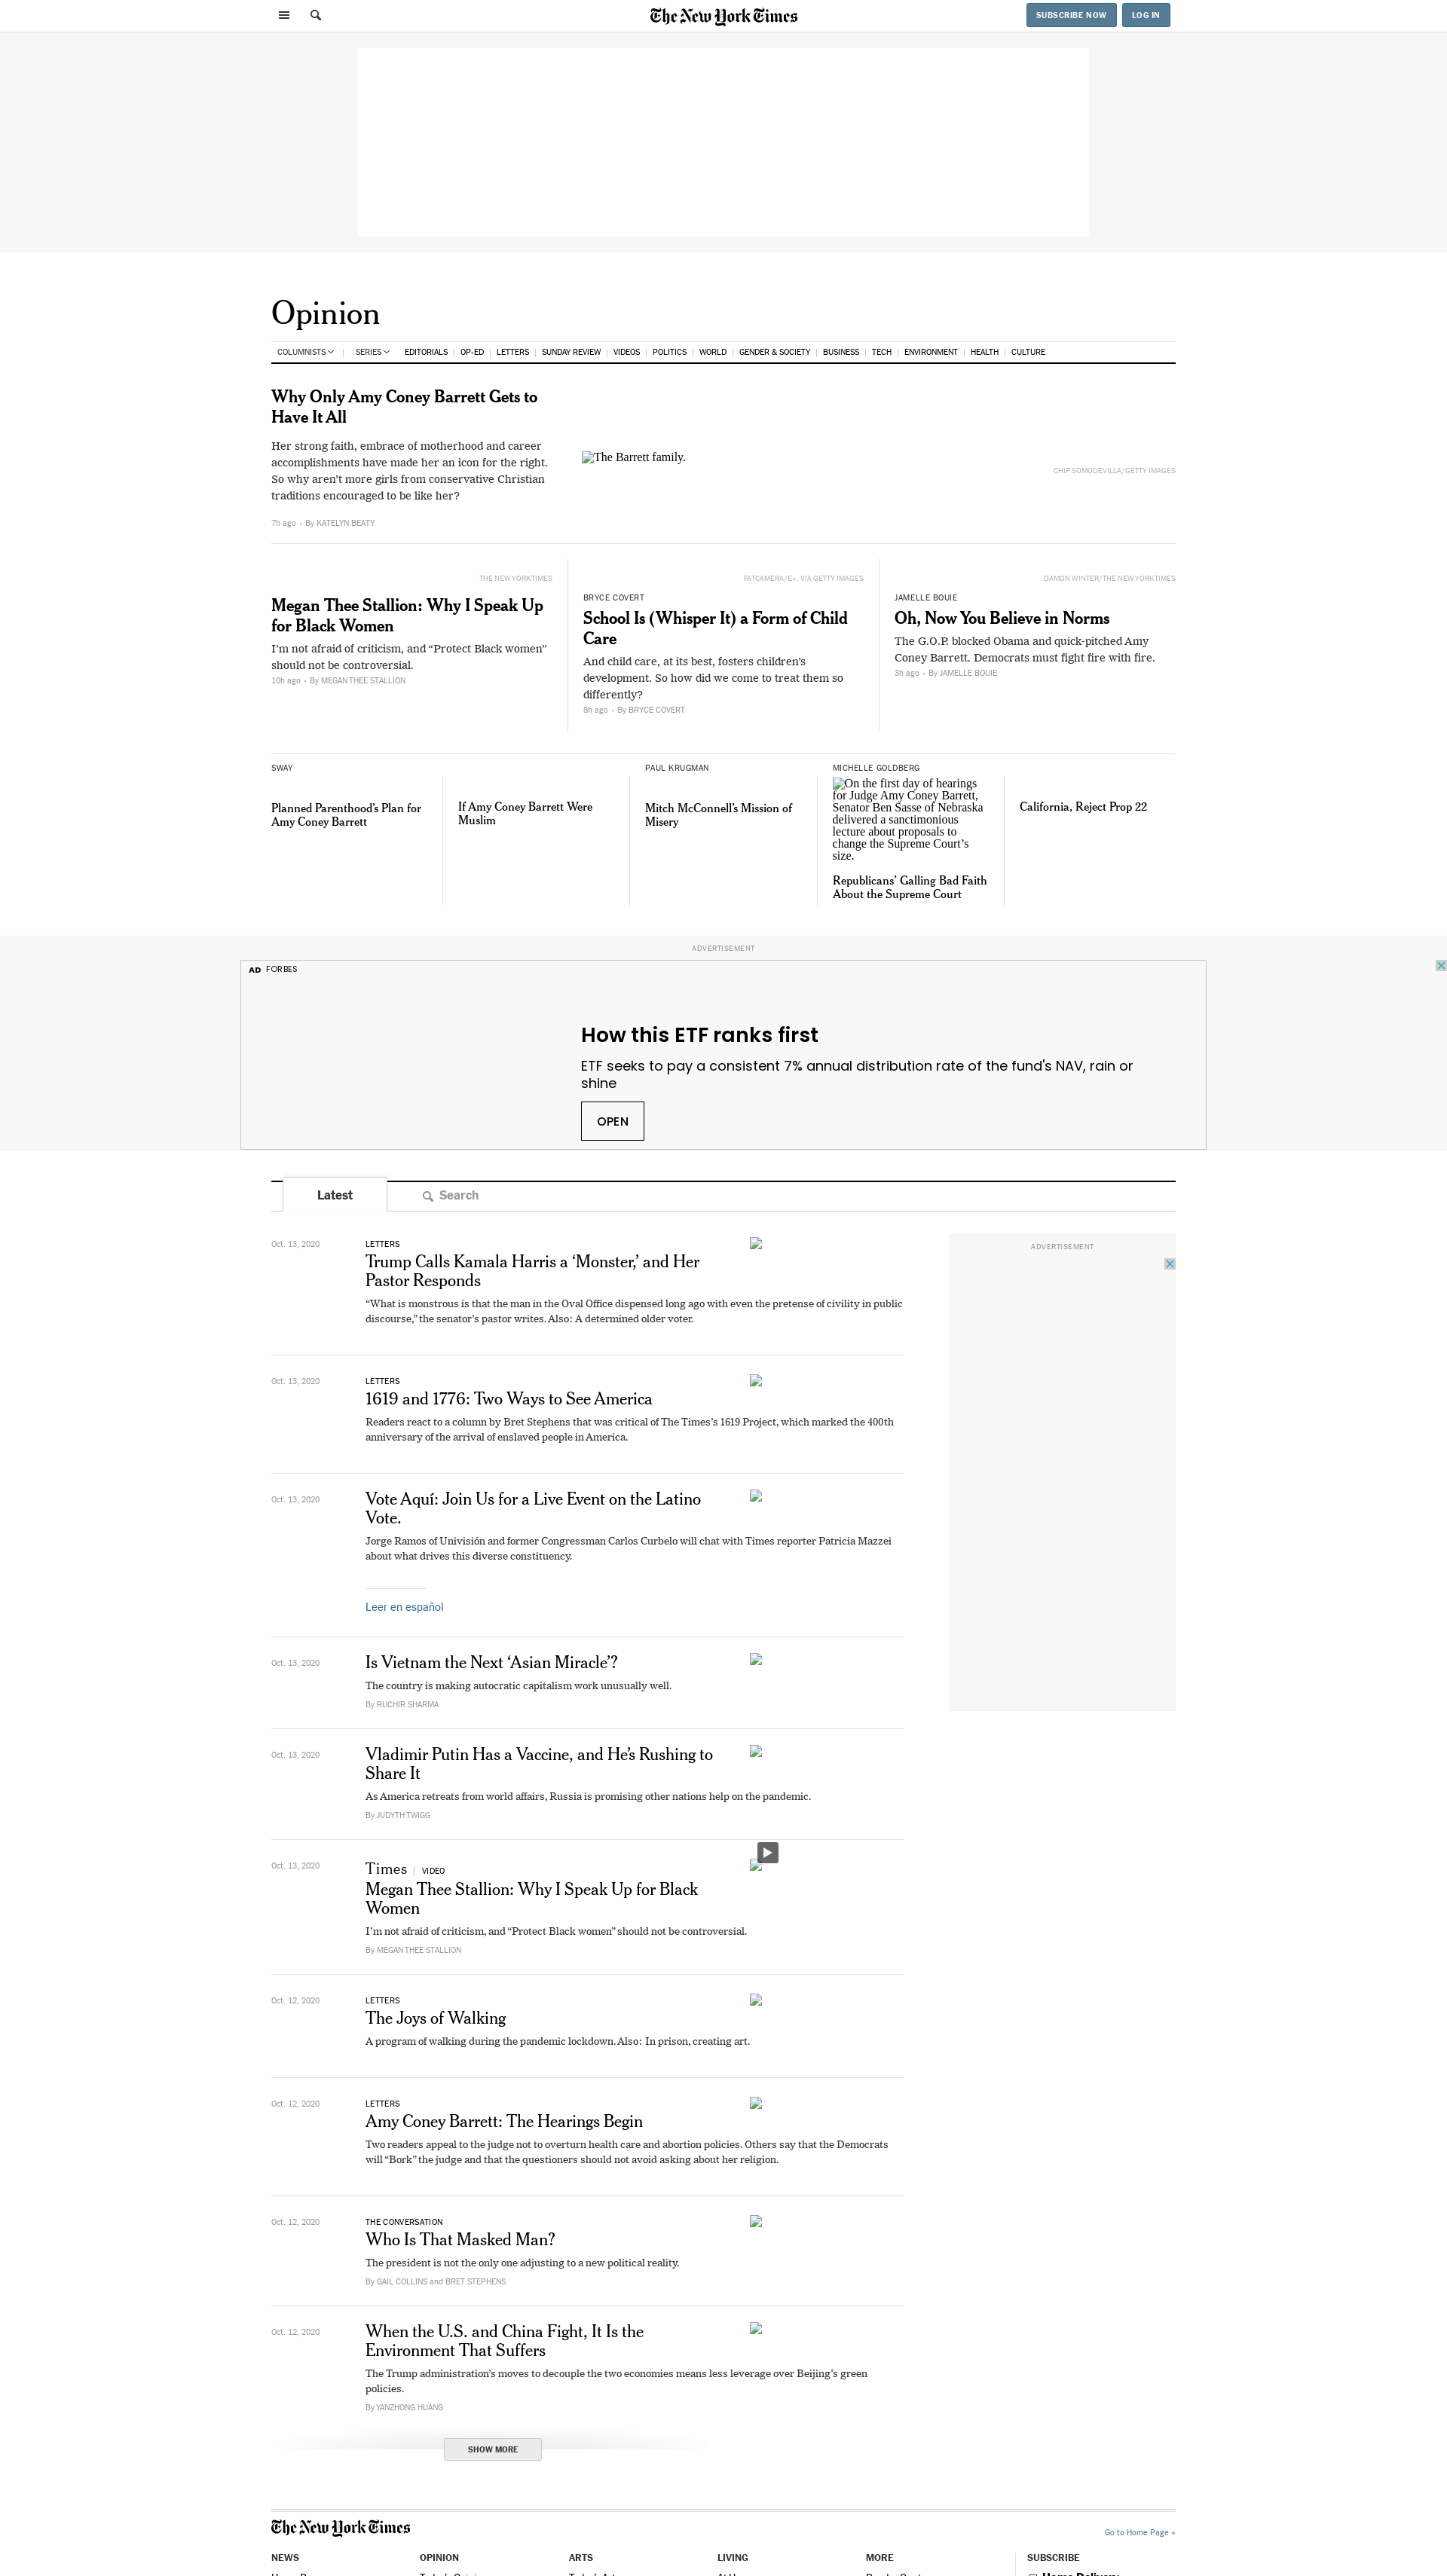 The New York Times
SUBSCRIBE NOW
LOG IN
Opinion
COLUMNISTS
SERIES
EDITORIALS
OP-ED
LETTERS
SUNDAY REVIEW
VIDEOS
POLITICS
WORLD
GENDER & SOCIETY
BUSINESS
TECH
ENVIRONMENT
HEALTH
CULTURE
Why Only Amy Coney Barrett Gets to
Have It All
Her strong faith, embrace of motherhood and career
accomplishments have made her an icon for the right.
So why aren't more girls from conservative Christian
traditions encouraged to be like her?
7h ago • By KATELYN BEATY
The Barrett family.
CHIP SOMODEVILLA/GETTY IMAGES
THE NEW YORK TIMES
Megan Thee Stallion: Why I Speak Up
for Black Women
I'm not afraid of criticism, and “Protect Black women”
should not be controversial.
10h ago • By MEGAN THEE STALLION
FATCAMERA/E+, VIA GETTY IMAGES
BRYCE COVERT
School Is (Whisper It) a Form of Child
Care
And child care, at its best, fosters children's
development. So how did we come to treat them so
differently?
8h ago • By BRYCE COVERT
DAMON WINTER/THE NEW YORK TIMES
JAMELLE BOUIE
Oh, Now You Believe in Norms
The G.O.P. blocked Obama and quick-pitched Amy
Coney Barrett. Democrats must fight fire with fire.
3h ago • By JAMELLE BOUIE
SWAY
Planned Parenthood's Plan for
Amy Coney Barrett
If Amy Coney Barrett Were
Muslim
PAUL KRUGMAN
Mitch McConnell's Mission of
Misery
MICHELLE GOLDBERG
On the first day of hearings
for Judge Amy Coney Barrett,
Senator Ben Sasse of Nebraska
delivered a sanctimonious
lecture about proposals to
change the Supreme Court’s
size.
Republicans’ Galling Bad Faith
About the Supreme Court
California, Reject Prop 22
ADVERTISEMENT
AD FORBES
How this ETF ranks first
ETF seeks to pay a consistent 7% annual distribution rate of the fund's NAV, rain or
shine
OPEN
Latest
Search
ADVERTISEMENT
Oct. 13, 2020
LETTERS
Trump Calls Kamala Harris a ‘Monster,’ and Her
Pastor Responds
“What is monstrous is that the man in the Oval Office dispensed long ago with even the pretense of civility in public
discourse,” the senator's pastor writes. Also: A determined older voter.
Oct. 13, 2020
LETTERS
1619 and 1776: Two Ways to See America
Readers react to a column by Bret Stephens that was critical of The Times’s 1619 Project, which marked the 400th
anniversary of the arrival of enslaved people in America.
Oct. 13, 2020
Vote Aquí: Join Us for a Live Event on the Latino
Vote.
Jorge Ramos of Univisión and former Congressman Carlos Curbelo will chat with Times reporter Patricia Mazzei
about what drives this diverse constituency.
Leer en español
Oct. 13, 2020
Is Vietnam the Next ‘Asian Miracle’?
The country is making autocratic capitalism work unusually well.
By RUCHIR SHARMA
Oct. 13, 2020
Vladimir Putin Has a Vaccine, and He’s Rushing to
Share It
As America retreats from world affairs, Russia is promising other nations help on the pandemic.
By JUDYTH TWIGG
Oct. 13, 2020
Times | VIDEO
Megan Thee Stallion: Why I Speak Up for Black
Women
I’m not afraid of criticism, and “Protect Black women” should not be controversial.
By MEGAN THEE STALLION
Oct. 12, 2020
LETTERS
The Joys of Walking
A program of walking during the pandemic lockdown. Also: In prison, creating art.
Oct. 12, 2020
LETTERS
Amy Coney Barrett: The Hearings Begin
Two readers appeal to the judge not to overturn health care and abortion policies. Others say that the Democrats
will “Bork” the judge and that the questioners should not avoid asking about her religion.
Oct. 12, 2020
THE CONVERSATION
Who Is That Masked Man?
The president is not the only one adjusting to a new political reality.
By GAIL COLLINS and BRET STEPHENS
Oct. 12, 2020
When the U.S. and China Fight, It Is the
Environment That Suffers
The Trump administration’s moves to decouple the two economies means less leverage over Beijing’s green
policies.
By YANZHONG HUANG
SHOW MORE
The New York Times
Go to Home Page »
NEWS
OPINION
ARTS
LIVING
MORE
SUBSCRIBE